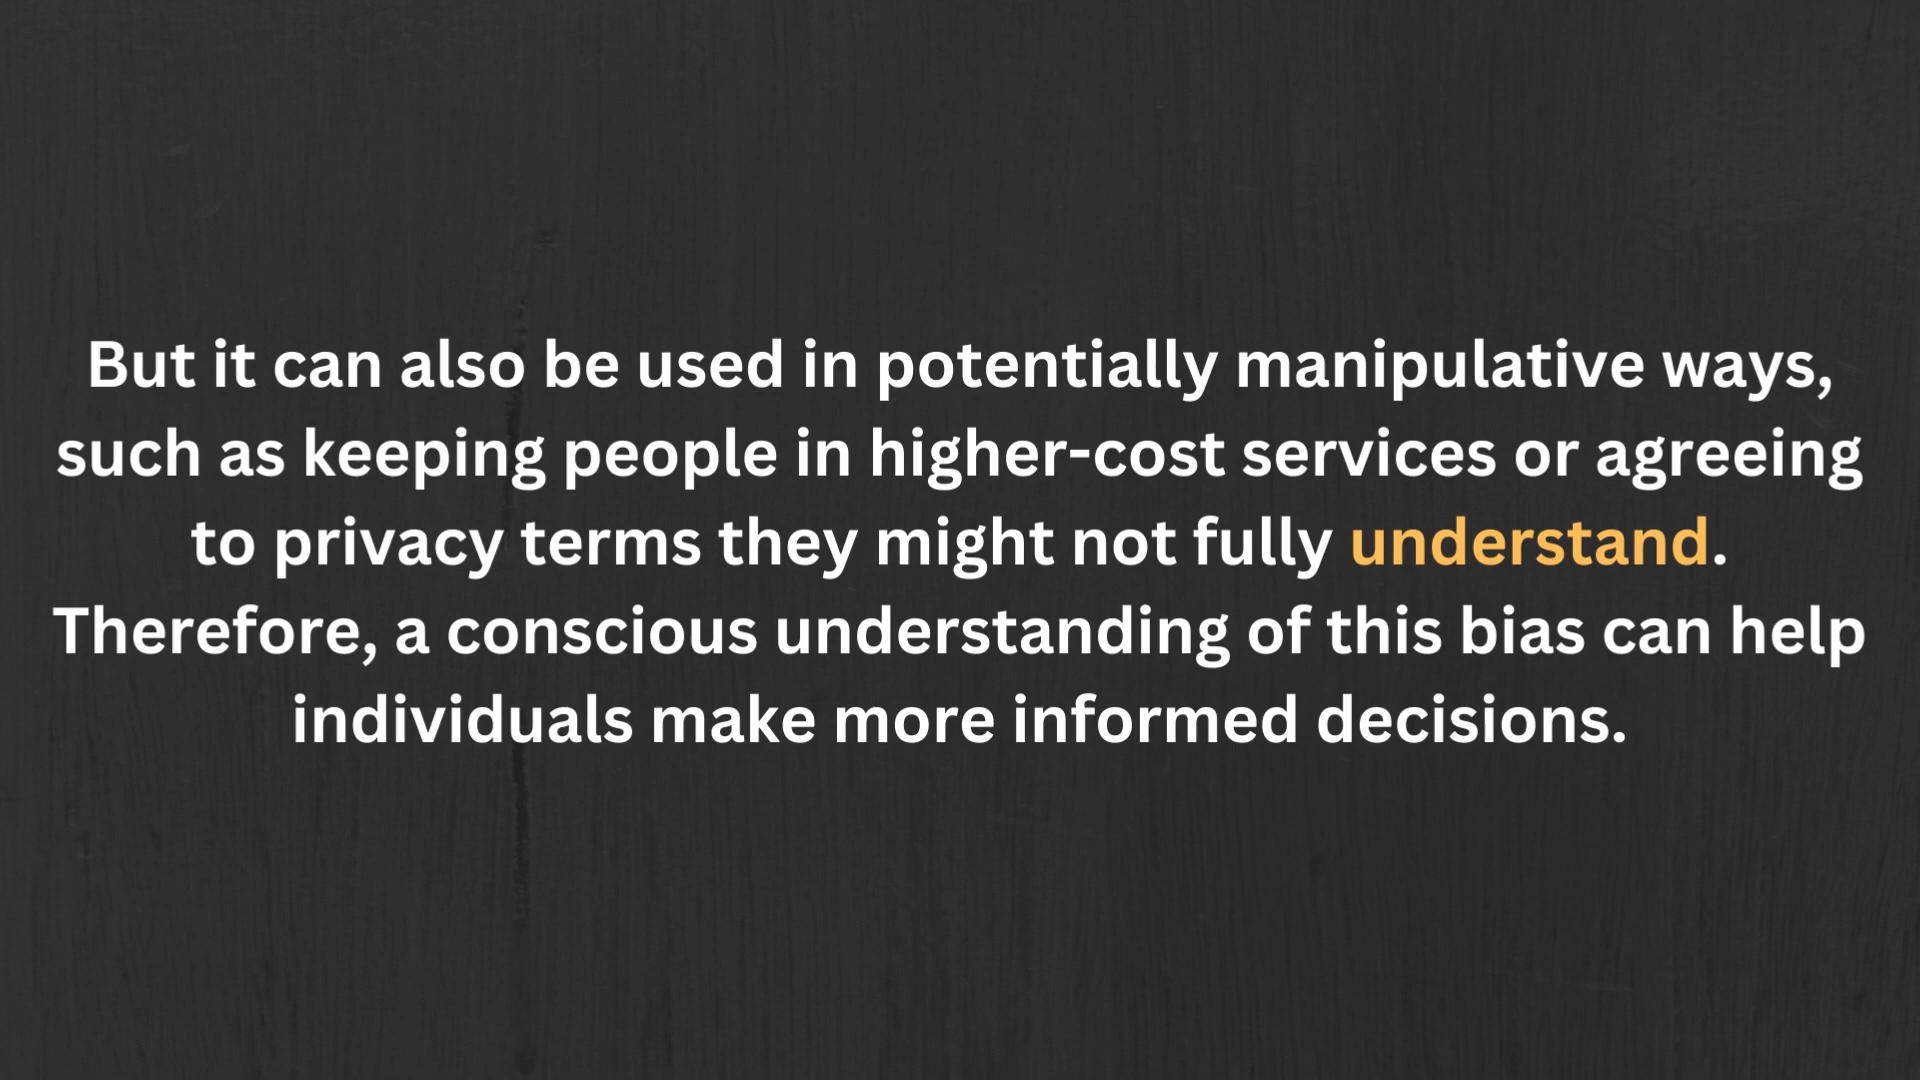 But it can also be used in potentially manipulative ways,
such as keeping people in higher-cost services or agreeing
to privacy terms they might not fully understand.
Therefore, a conscious understanding of this bias can help
individuals make more informed decisions.